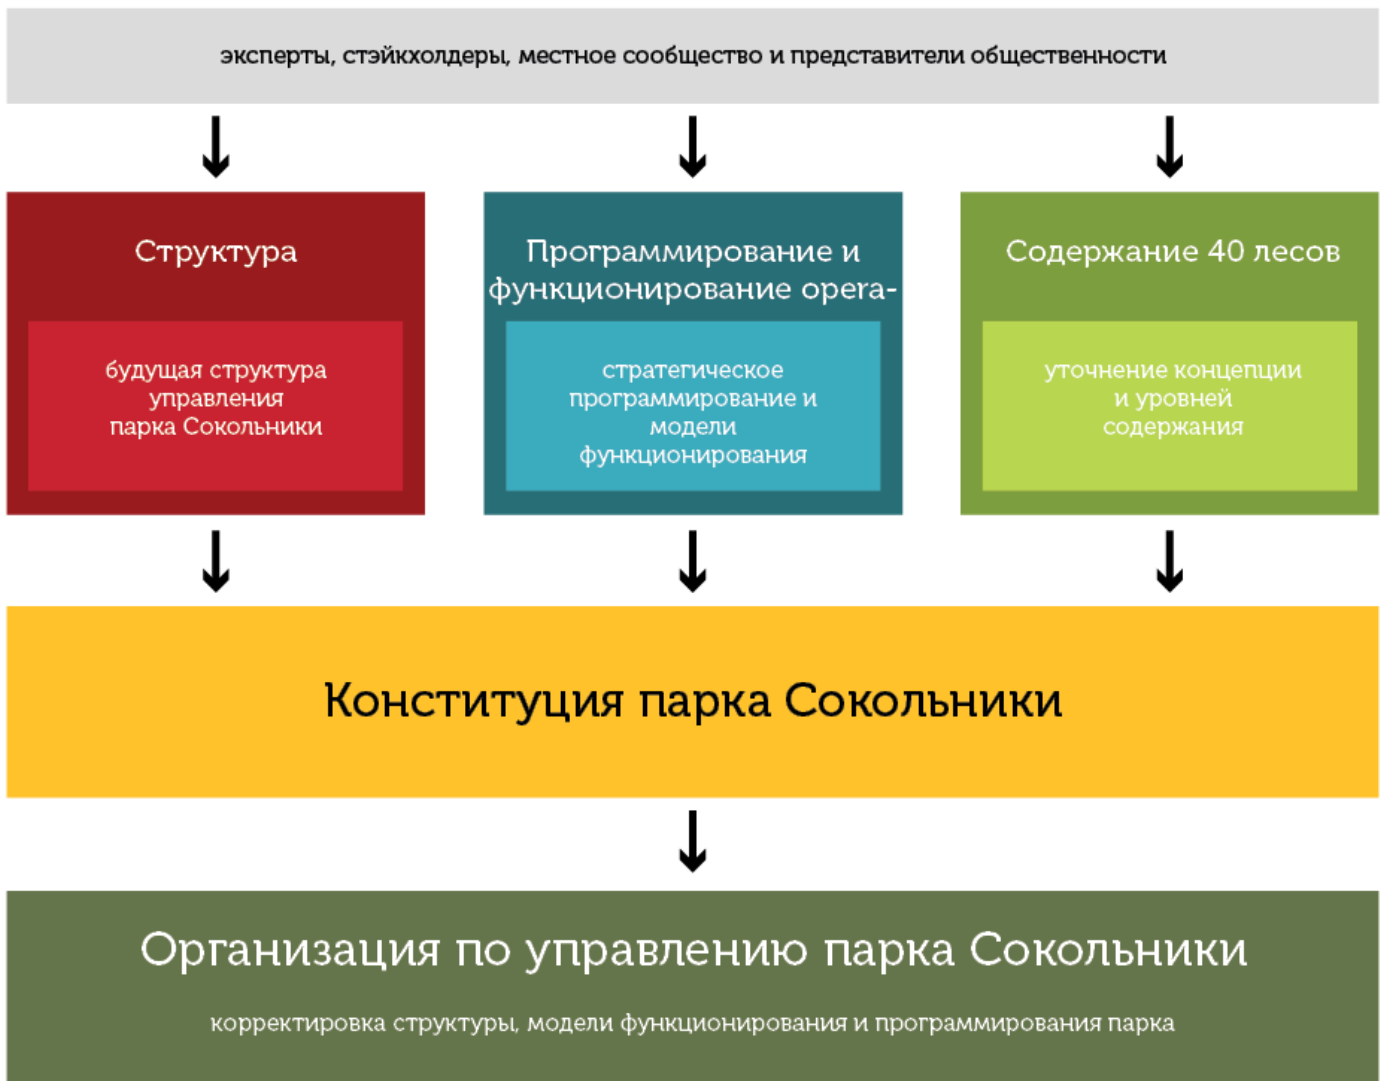 эксперты, стэйкхолдеры, местное сообщество и представители общественности
Структура
будущая структура
управления
парка Сокольники
Программирование и
функционирование opera-
стратегическое
программирование и
модели
функционирования
Содержание 40 лесов
уточнение концепции
и уровней
содержания
Конституция парка Сокольники
Организация по управлению парка Сокольники
корректировка структуры, модели функционирования и программирования парка